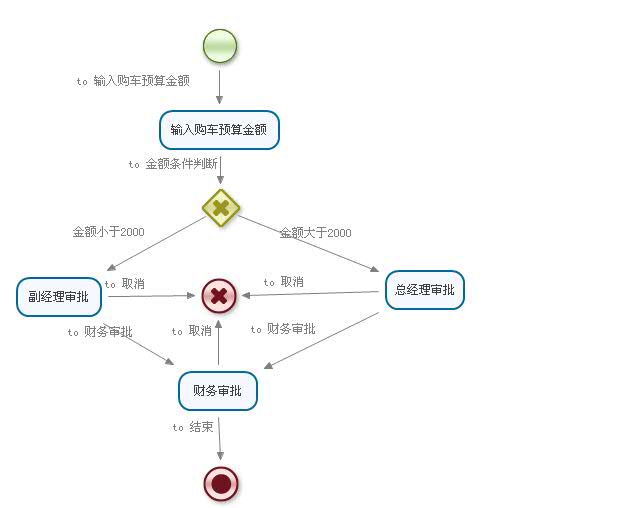 to 输入购车预算金额
输入购车预算金额
to 金额条件判断
金额小于2000
金额大于2000
to 取消
to 取消
副经理审批
总经理审批
to 财务审批
to 取消
to 财务审批
财务审批
to 结束